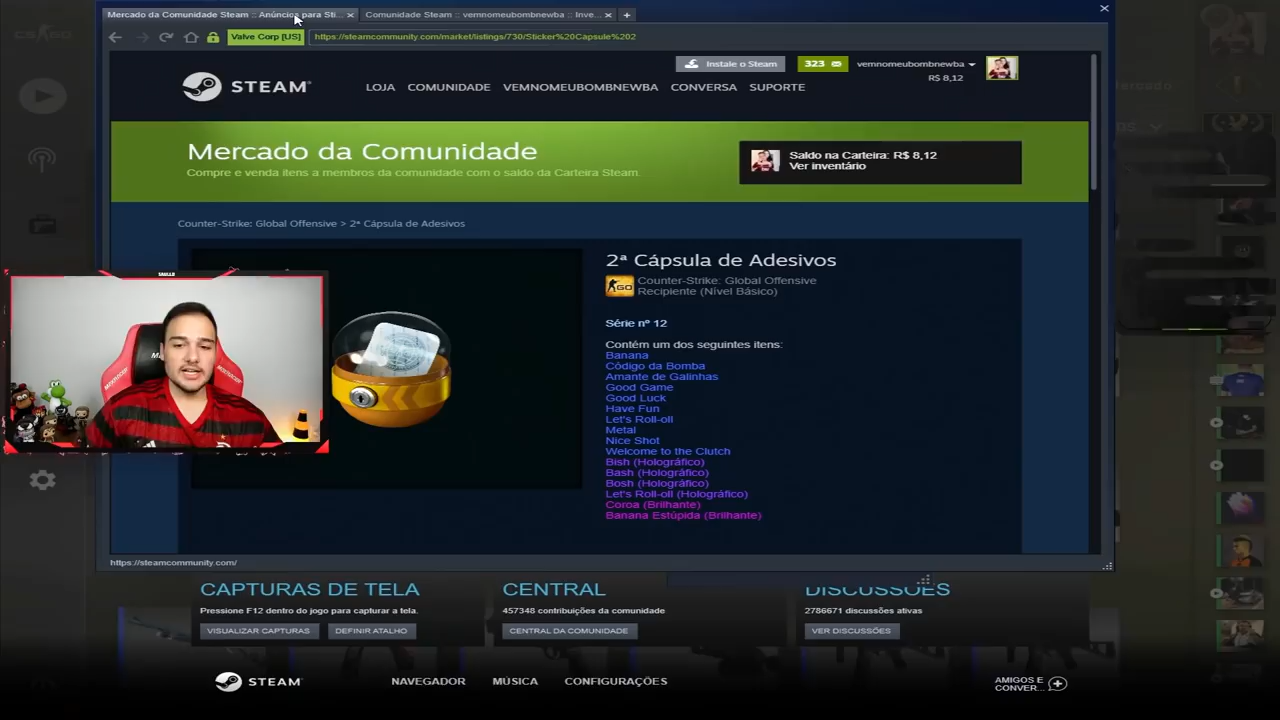 Mercado da Comunidade Steam :: Anúncios para Sti...
Comunidade Steam :: vemnomeubombnewba :: Inve...
Valve Corp [US]
https://steamcommunity.com/market/listings/730/Sticker%20Capsule%202
STEAM
Instale o Steam
323
vemnomeubombnewba
R$ 8,12
LOJA COMUNIDADE VEMNOMEUBOMBNEWBA CONVERSA SUPORTE
Mercado da Comunidade
Compre e venda itens a membros da comunidade com o saldo da Carteira Steam.
Saldo na Carteira: R$ 8,12
Ver inventário
Counter-Strike: Global Offensive > 2ª Cápsula de Adesivos
2ª Cápsula de Adesivos
Counter-Strike: Global Offensive
Recipiente (Nível Básico)
Série nº 12
Contém um dos seguintes itens:
Banana
Código da Bomba
Amante de Galinhas
Good Game
Good Luck
Have Fun
Let's Roll-oll
Metal
Nice Shot
Welcome to the Clutch
Bish (Holográfico)
Bash (Holográfico)
Bosh (Holográfico)
Let's Roll-oll (Holográfico)
Coroa (Brilhante)
Banana Estúpida (Brilhante)
https://steamcommunity.com/
CAPTURAS DE TELA
Pressione F12 dentro do jogo para capturar a tela.
VISUALIZAR CAPTURAS
DEFINIR ATALHO
CENTRAL
457348 contribuições da comunidade
CENTRAL DA COMUNIDADE
DISCUSSÕES
2786671 discussões ativas
VER DISCUSSÕES
STEAM
NAVEGADOR MÚSICA CONFIGURAÇÕES
AMIGOS E
CONVER...